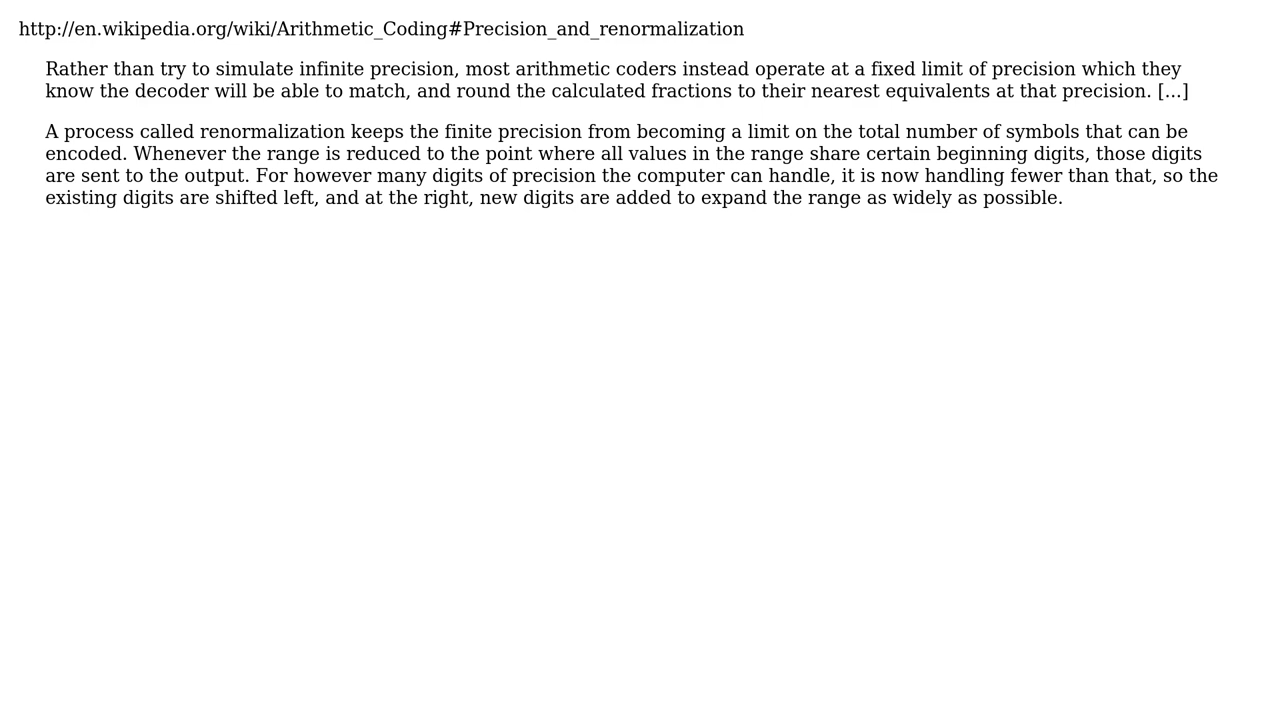 http://en.wikipedia.org/wiki/Arithmetic_Coding#Precision_and_renormalization
Rather than try to simulate infinite precision, most arithmetic coders instead operate at a fixed limit of precision which they
know the decoder will be able to match, and round the calculated fractions to their nearest equivalents at that precision. [...]
A process called renormalization keeps the finite precision from becoming a limit on the total number of symbols that can be
encoded. Whenever the range is reduced to the point where all values in the range share certain beginning digits, those digits
are sent to the output. For however many digits of precision the computer can handle, it is now handling fewer than that, so the
existing digits are shifted left, and at the right, new digits are added to expand the range as widely as possible.